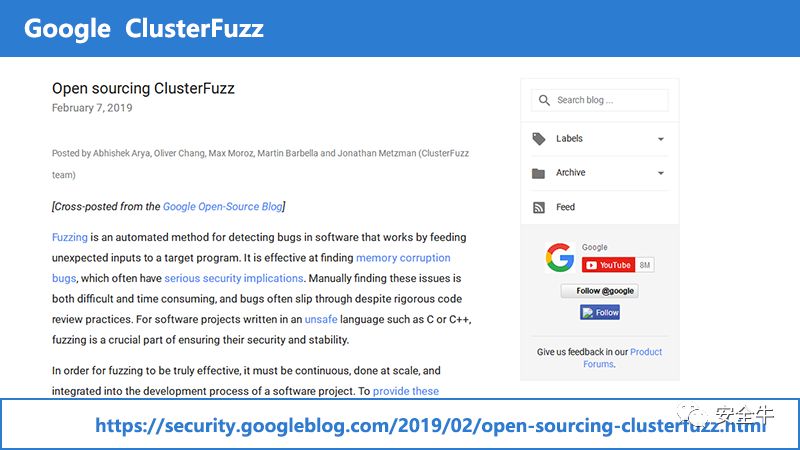 Google ClusterFuzz
Open sourcing ClusterFuzz
February 7, 2019
Posted by Abhishek Arya, Oliver Chang, Max Moroz, Martin Barbella and Jonathan Metzman (ClusterFuzz
team)
[Cross-posted from the Google Open-Source Blog]
Fuzzing is an automated method for detecting bugs in software that works by feeding
unexpected inputs to a target program. It is effective at finding memory corruption
bugs, which often have serious security implications. Manually finding these issues is
both difficult and time consuming, and bugs often slip through despite rigorous code
review practices. For software projects written in an unsafe language such as C or C++,
fuzzing is a crucial part of ensuring their security and stability.
In order for fuzzing to be truly effective, it must be continuous, done at scale, and
integrated into the development process of a software project. To provide these
Search blog ...
Labels
Archive
Feed
Google
YouTube 8M
Follow @google
Follow
Give us feedback in our Product
Forums.
https://security.googleblog.com/2019/02/open-sourcing-clusterfuzz.html
安全牛